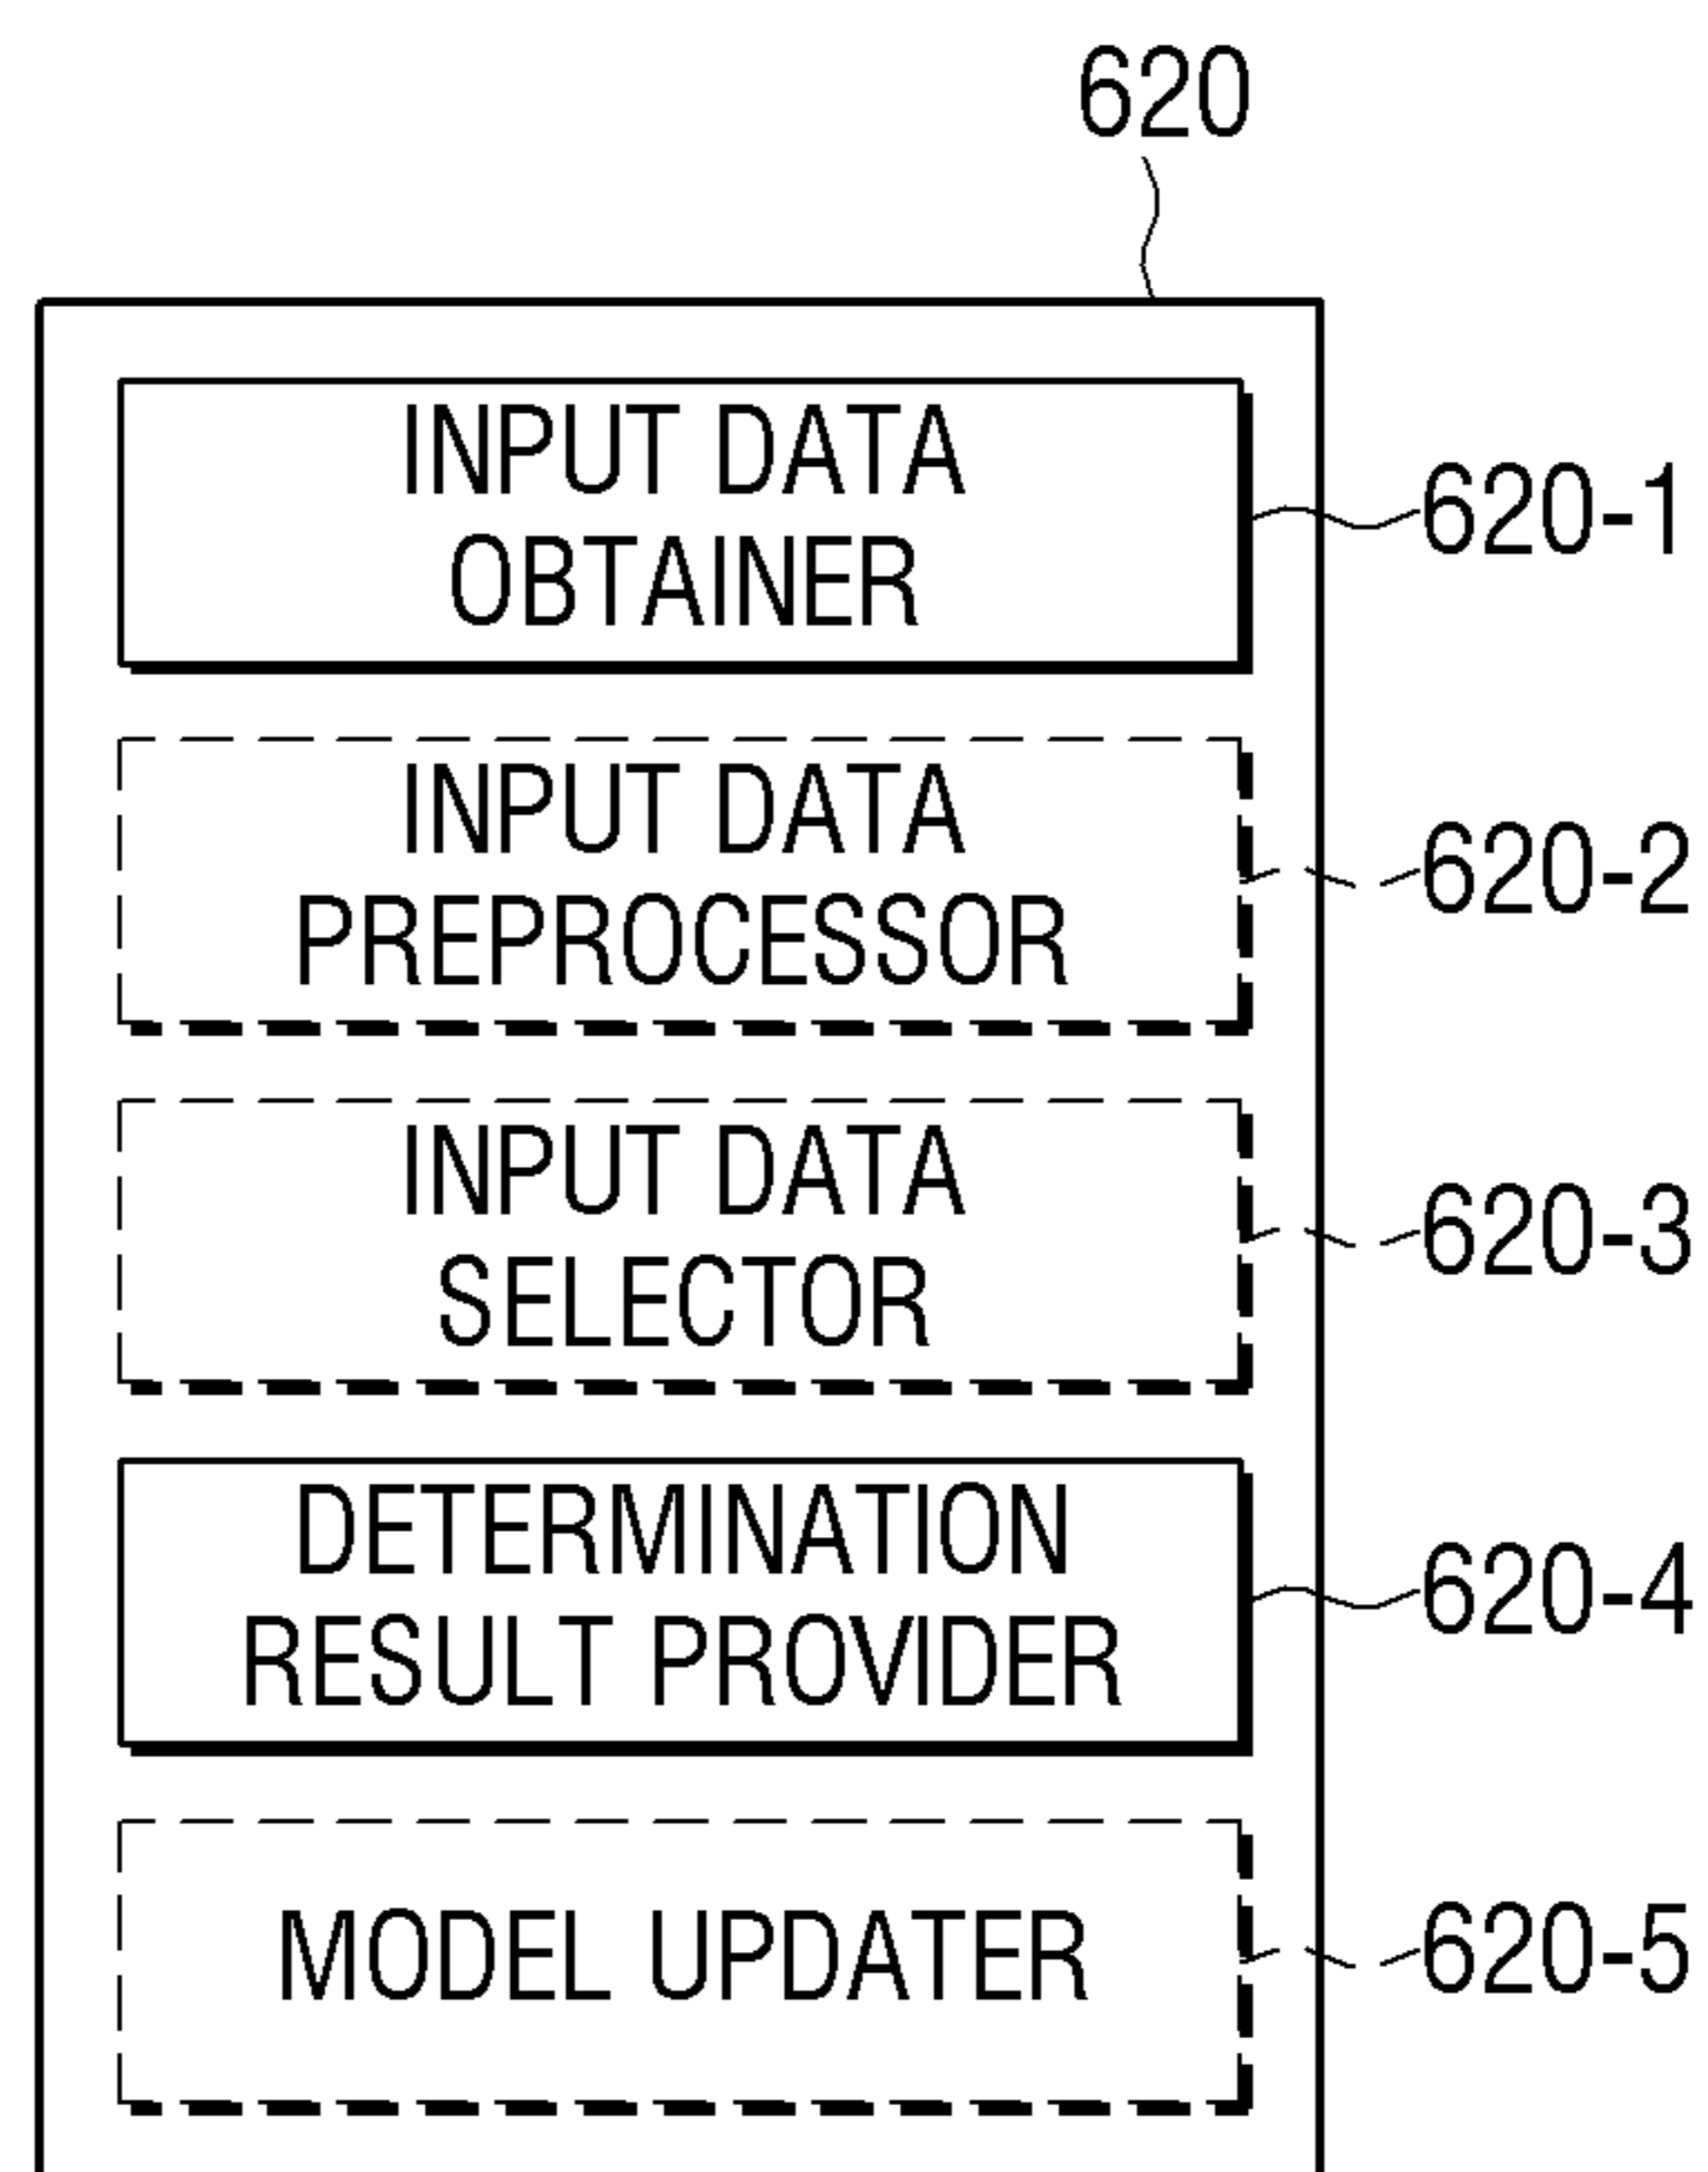 620
INPUT DATA
OBTAINER
620-1
INPUT DATA
PREPROCESSOR
620-2
INPUT DATA
SELECTOR
620-3
DETERMINATION
RESULT PROVIDER
620-4
MODEL UPDATER
620-5